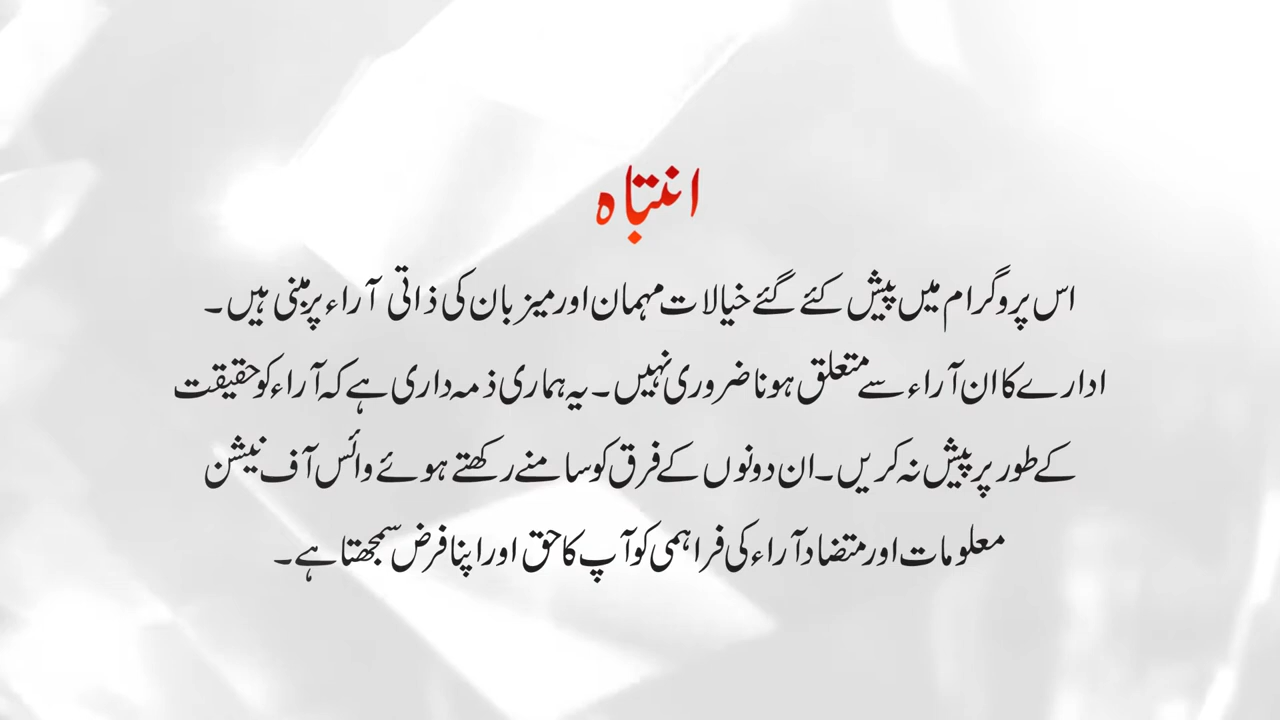 انتباہ
اس پروگرام میں پیش کئے گئے خیالات مہمان اور میزبان کی ذاتی آراء پر مبنی ہیں۔
ادارے کا ان آراء سے متعلق ہونا ضروری نہیں۔ یہ ہماری ذمہ داری ہے کہ آراء کو حقیقت
کے طور پر پیش نہ کریں۔ ان دونوں کے فرق کو سامنے رکھتے ہوئے وائس آف نیشن
معلومات اور متضاد آراء کی فراہمی کو آپ کا حق اور اپنا فرض سمجھتا ہے۔